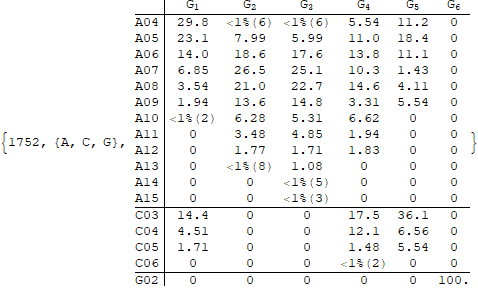 G1 G2 G3 G4 G5 G6
A04 29.8 <1%(6) <1%(6) 5.54 11.2 0
A05 23.1 7.99 5.99 11.0 18.4 0
A06 14.0 18.6 17.6 13.8 11.1 0
A07 6.85 26.5 25.1 10.3 1.43 0
A08 3.54 21.0 22.7 14.6 4.11 0
A09 1.94 13.6 14.8 3.31 5.54 0
A10 <1%(2) 6.28 5.31 6.62 0 0
A11 0 3.48 4.85 1.94 0 0
{1752, {A, C, G}, A12 0 1.77 1.71 1.83 0 0 }
A13 0 <1%(8) 1.08 0 0 0
A14 0 0 <1%(5) 0 0 0
A15 0 0 <1%(3) 0 0 0
C03 14.4 0 0 17.5 36.1 0
C04 4.51 0 0 12.1 6.56 0
C05 1.71 0 0 1.48 5.54 0
C06 0 0 0 <1%(2) 0 0
G02 0 0 0 0 0 100.